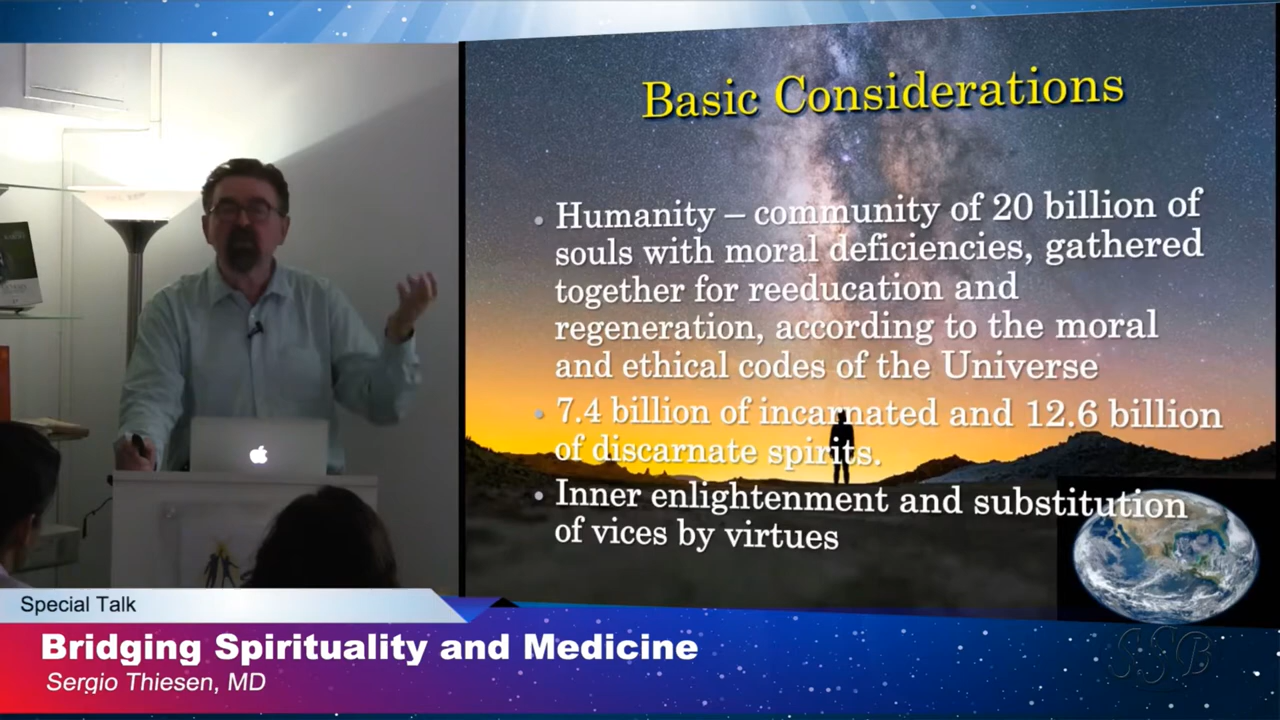 Basic Considerations
• Humanity – community of 20 billion of
souls with moral deficiencies, gathered
together for reeducation and
regeneration, according to the moral
and ethical codes of the Universe
• 7.4 billion of incarnated and 12.6 billion
of discarnate spirits.
• Inner enlightenment and substitution
of vices by virtues
Special Talk
Bridging Spirituality and Medicine
Sergio Thiesen, MD
SSB